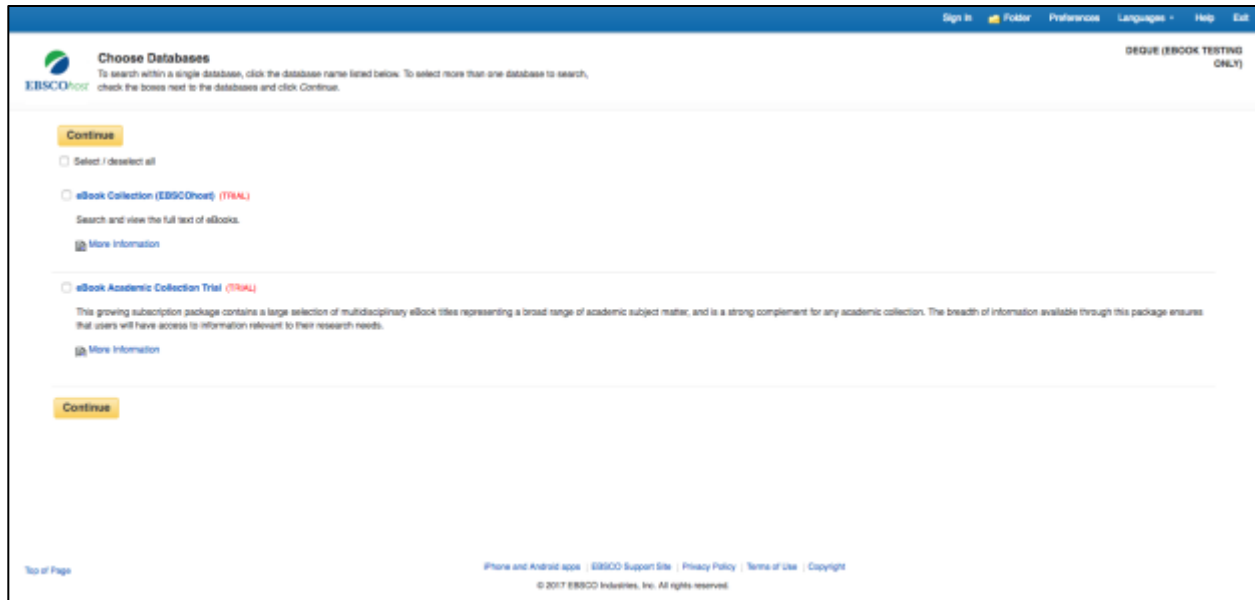 Sign In Folder Preferences Languages Help Exit
EBSCOhost
Choose Databases
To search within a single database, click the database name listed below. To select more than one database to search,
check the boxes next to the databases and click Continue.
DEQUE (EBOOK TESTING
ONLY)
Continue
Select / deselect all
eBook Collection (EBSCOhost) (TRIAL)
Search and view the full text of eBooks.
More Information
eBook Academic Collection Trial (TRIAL)
This growing subscription package contains a large selection of multidisciplinary eBook titles representing a broad range of academic subject matter, and is a strong complement for any academic collection. The breadth of information available through this package ensures
that users will have access to information relevant to their research needs.
More Information
Continue
Top of Page
iPhone and Android apps | EBSCO Support Site | Privacy Policy | Terms of Use | Copyright
© 2017 EBSCO Industries, Inc. All rights reserved.